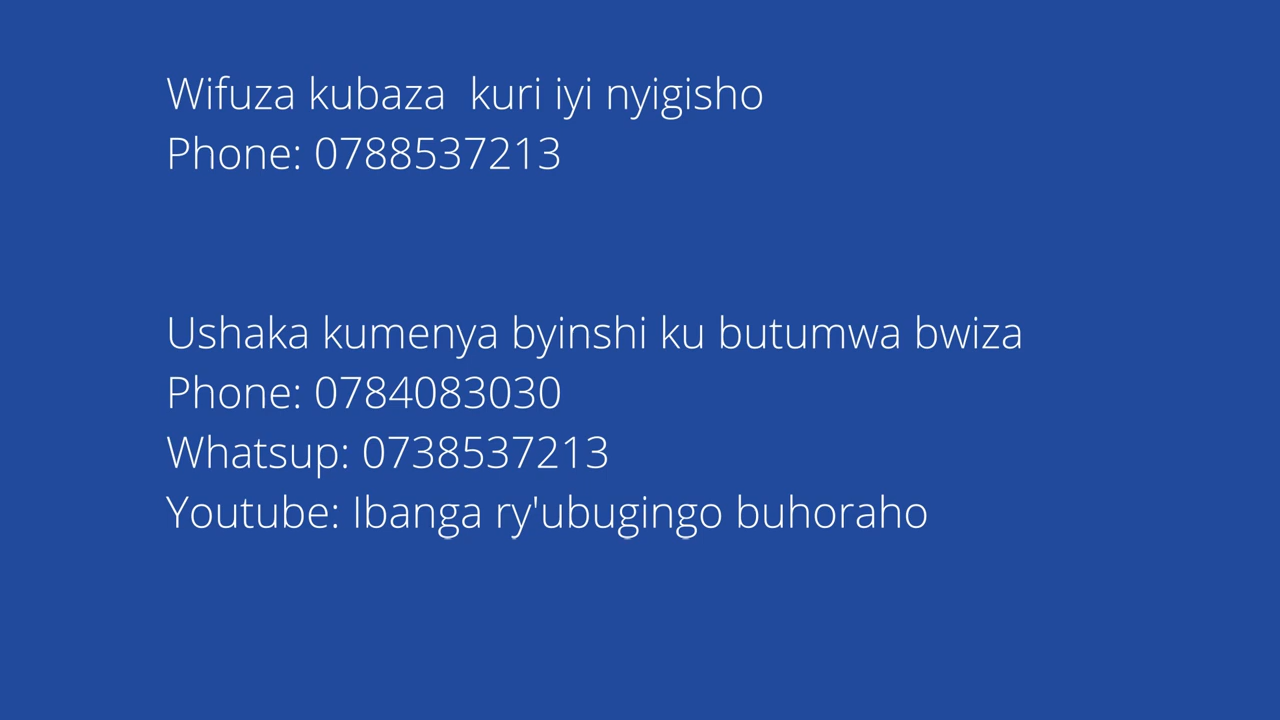 Wifuza kubaza  kuri iyi nyigisho
Phone: 0788537213
Ushaka kumenya byinshi ku butumwa bwiza
Phone: 0784083030
Whatsup: 0738537213
Youtube: Ibanga ry'ubugingo buhoraho